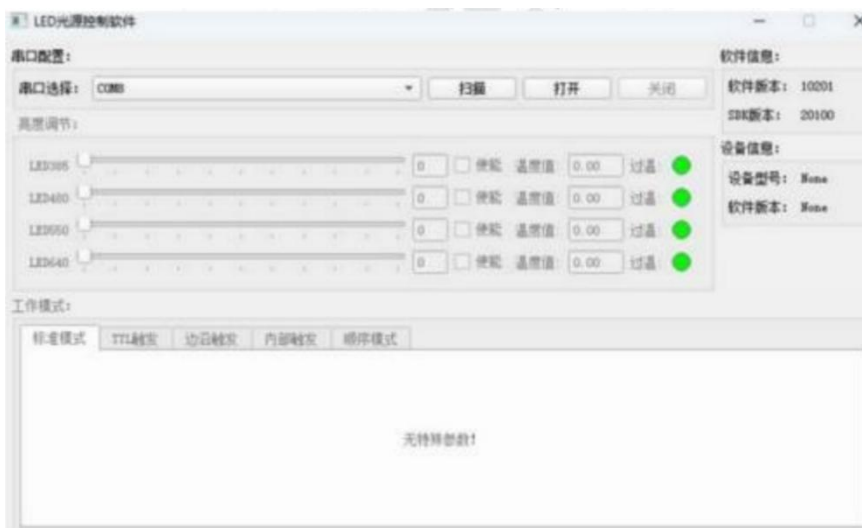 LED光源控制软件
串口配置:
串口选择: COM8 扫描 打开 关闭
亮度调节:
LED385 0 使能 温度值: 0.00 过温:
LED480 0 使能 温度值: 0.00 过温:
LED550 0 使能 温度值: 0.00 过温:
LED640 0 使能 温度值: 0.00 过温:
工作模式:
标准模式 TTL触发 边沿触发 内部触发 顺序模式
无特殊参数!
软件信息:
软件版本: 10201
SDK版本: 20100
设备信息:
设备型号: None
软件版本: None